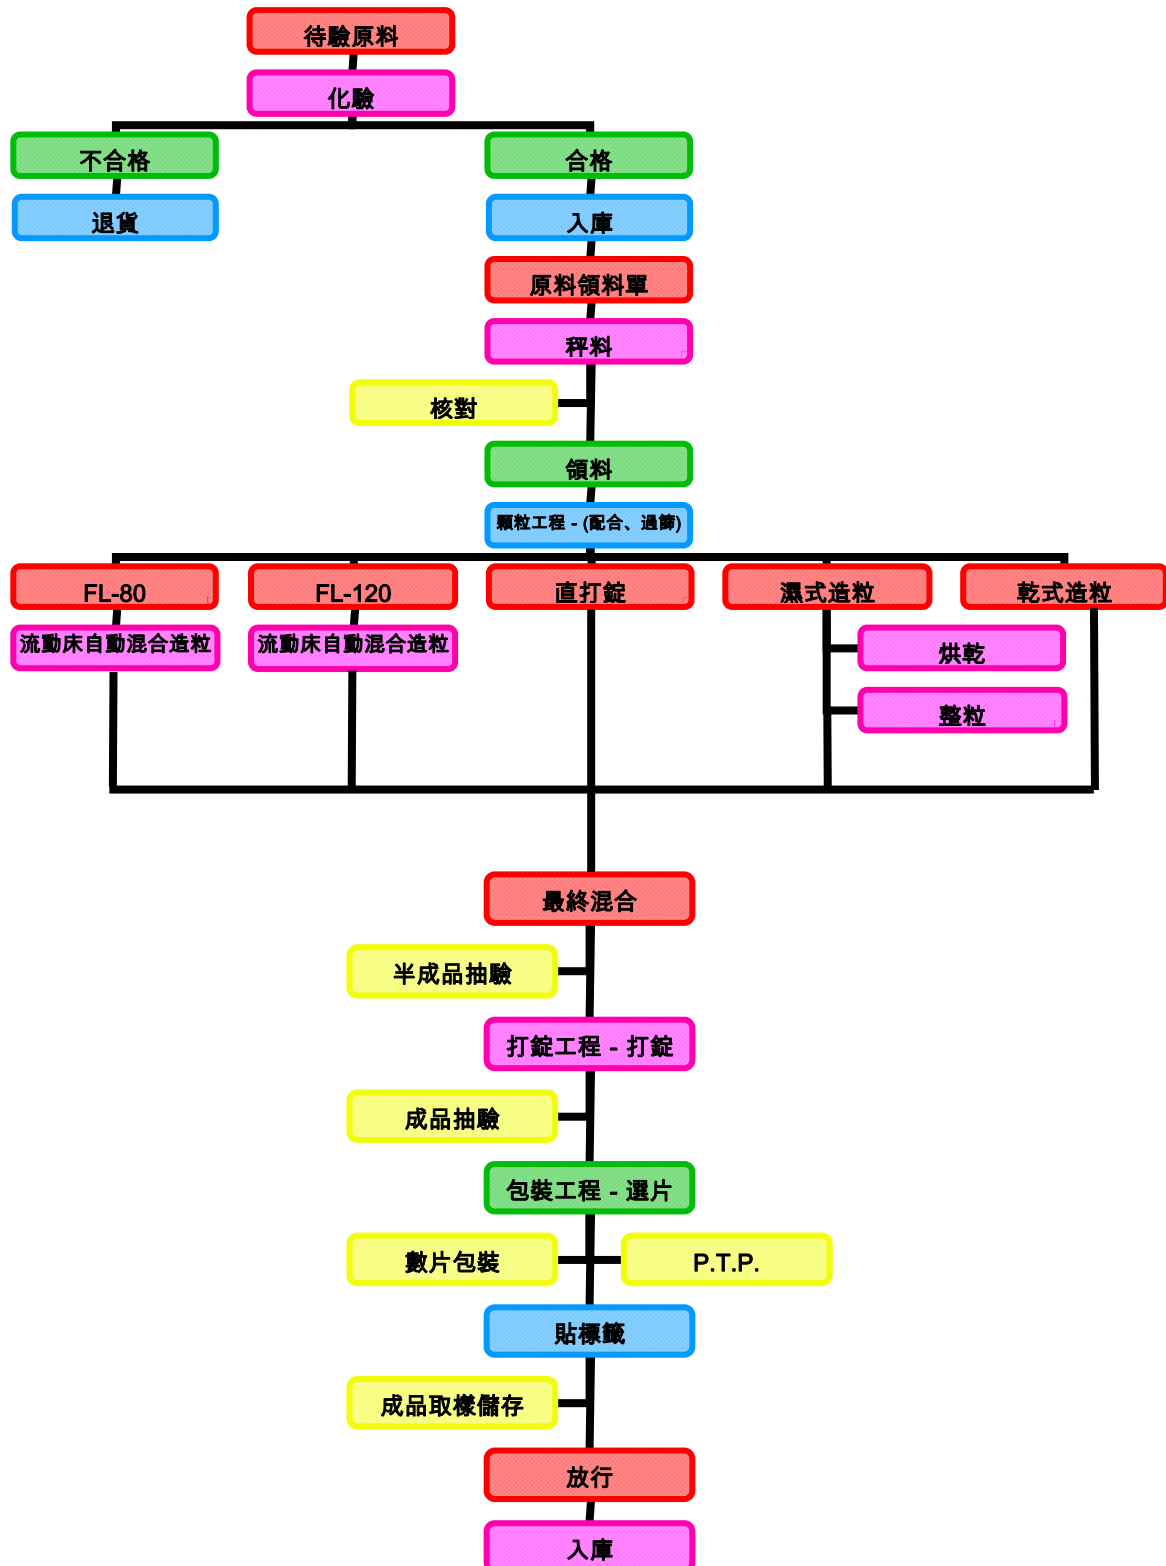 待驗原料
化驗
不合格
合格
退貨
入庫
原料領料單
秤料
核對
領料
顆粒工程 - (配合、過篩)
FL-80
FL-120
直打錠
濕式造粒
乾式造粒
流動床自動混合造粒
流動床自動混合造粒
烘乾
整粒
最終混合
半成品抽驗
打錠工程 - 打錠
成品抽驗
包裝工程 - 選片
數片包裝
P.T.P.
貼標籤
成品取樣儲存
放行
入庫